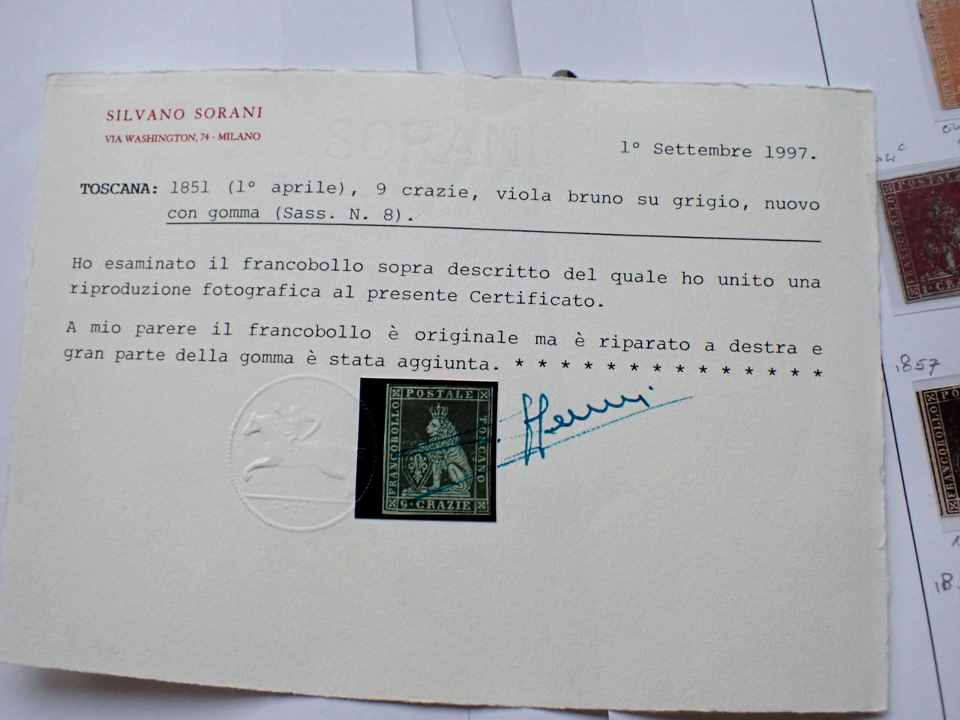 SILVANO SORANI
VIA WASHINGTON, 74 - MILANO
SORANI
1° Settembre 1997.
TOSCANA: 1851 (1° aprile), 9 crazie, viola bruno su grigio, nuovo
con gomma (Sass. N. 8).
Ho esaminato il francobollo sopra descritto del quale ho unito una
riproduzione fotografica al presente Certificato.
A mio parere il francobollo è originale ma è riparato a destra e
gran parte della gomma è stata aggiunta. * * * * * * * * * * * * * *
POSTALE
FRANCOBOLLO
TOSCANO
9·CRAZIE
POSTALE
1857
FRANCOBOLLO